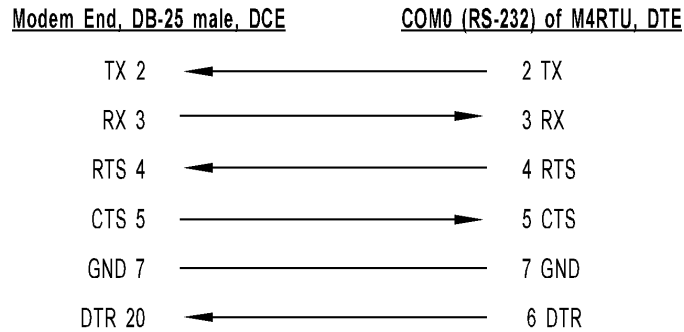 Modem End, DB-25 male, DCE COM0 (RS-232) of M4RTU, DTE
TX 2 2 TX
RX 3 3 RX
RTS 4 4 RTS
CTS 5 5 CTS
GND 7 7 GND
DTR 20 6 DTR